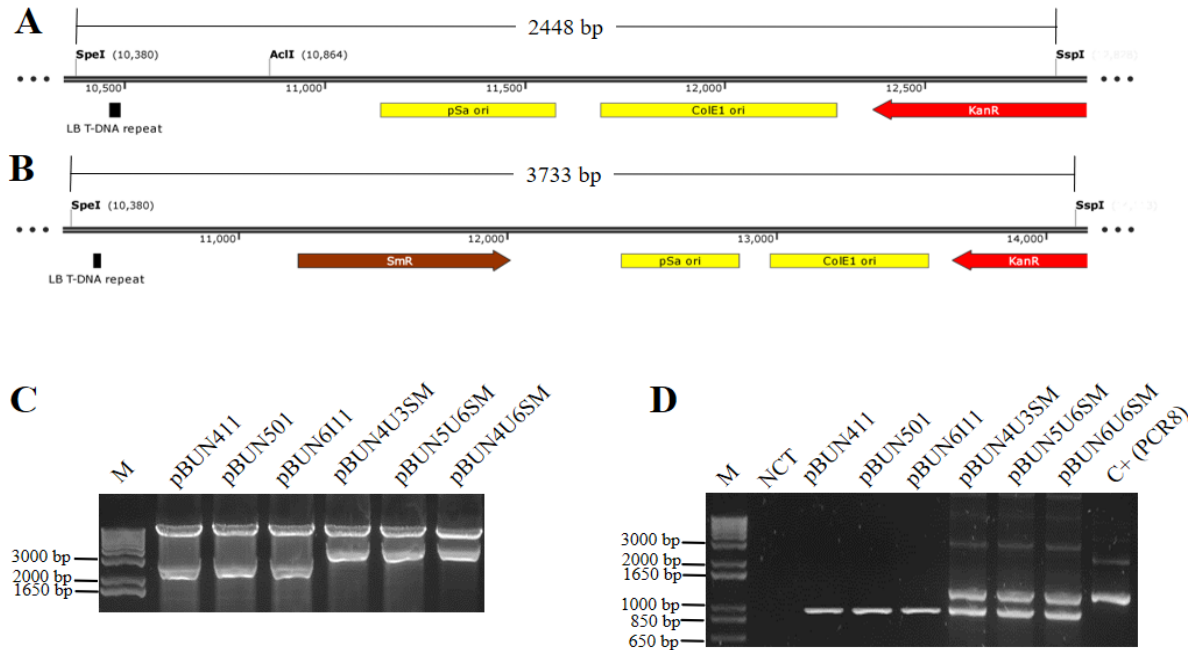 A
2448 bp
SpeI (10,380)
AclI (10,864)
SspI
10,500
11,000
11,500
12,000
12,500
LB T-DNA repeat
pSa ori
ColE1 ori
KanR
B
3733 bp
SpeI (10,380)
SspI
11,000
12,000
13,000
14,000
LB T-DNA repeat
SmR
pSa ori
ColE1 ori
KanR
C
M
pBUN411
pBUN501
pBUN6I11
pBUN4U3SM
pBUN5U6SM
pBUN4U6SM
3000 bp
2000 bp
1650 bp
D
M
NCT
pBUN411
pBUN501
pBUN6I11
pBUN4U3SM
pBUN5U6SM
pBUN6U6SM
C+ (PCR8)
3000 bp
2000 bp
1650 bp
1000 bp
850 bp
650 bp